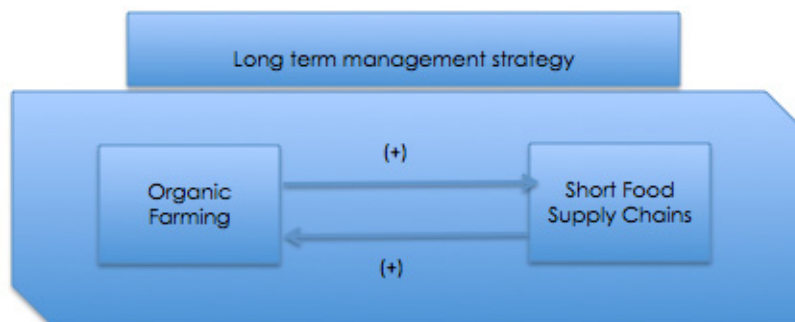 Long term management strategy
(+)
Organic
Farming
Short Food
Supply Chains
(+)